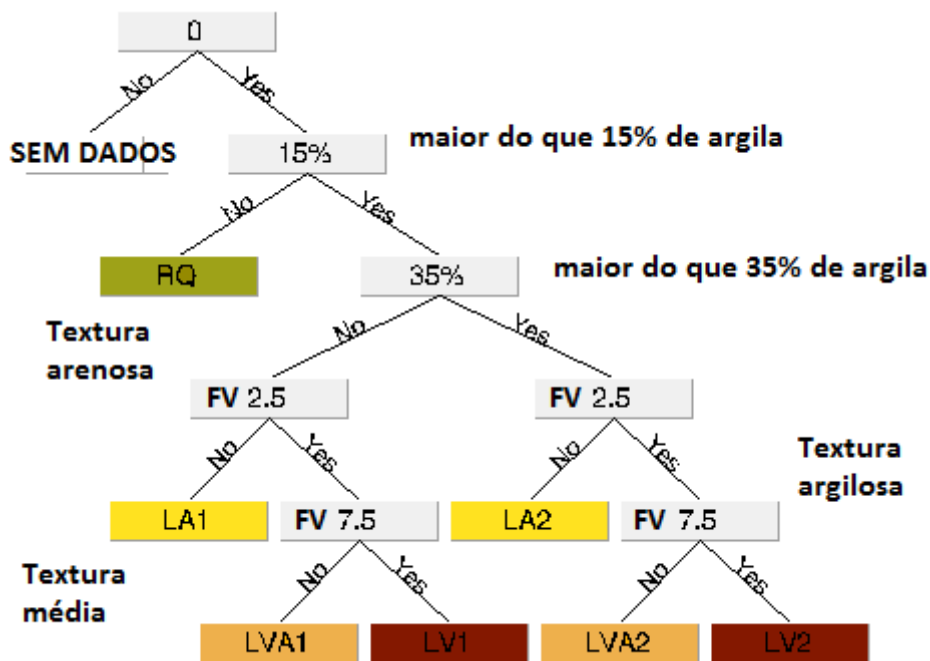 0
No
Yes
SEM DADOS
15%
maior do que 15% de argila
No
Yes
RQ
35%
maior do que 35% de argila
Textura
arenosa
No
Yes
FV 2.5
FV 2.5
No
Yes
No
Yes
Textura
argilosa
LA1
FV 7.5
LA2
FV 7.5
Textura
média
No
Yes
No
Yes
LVA1
LV1
LVA2
LV2